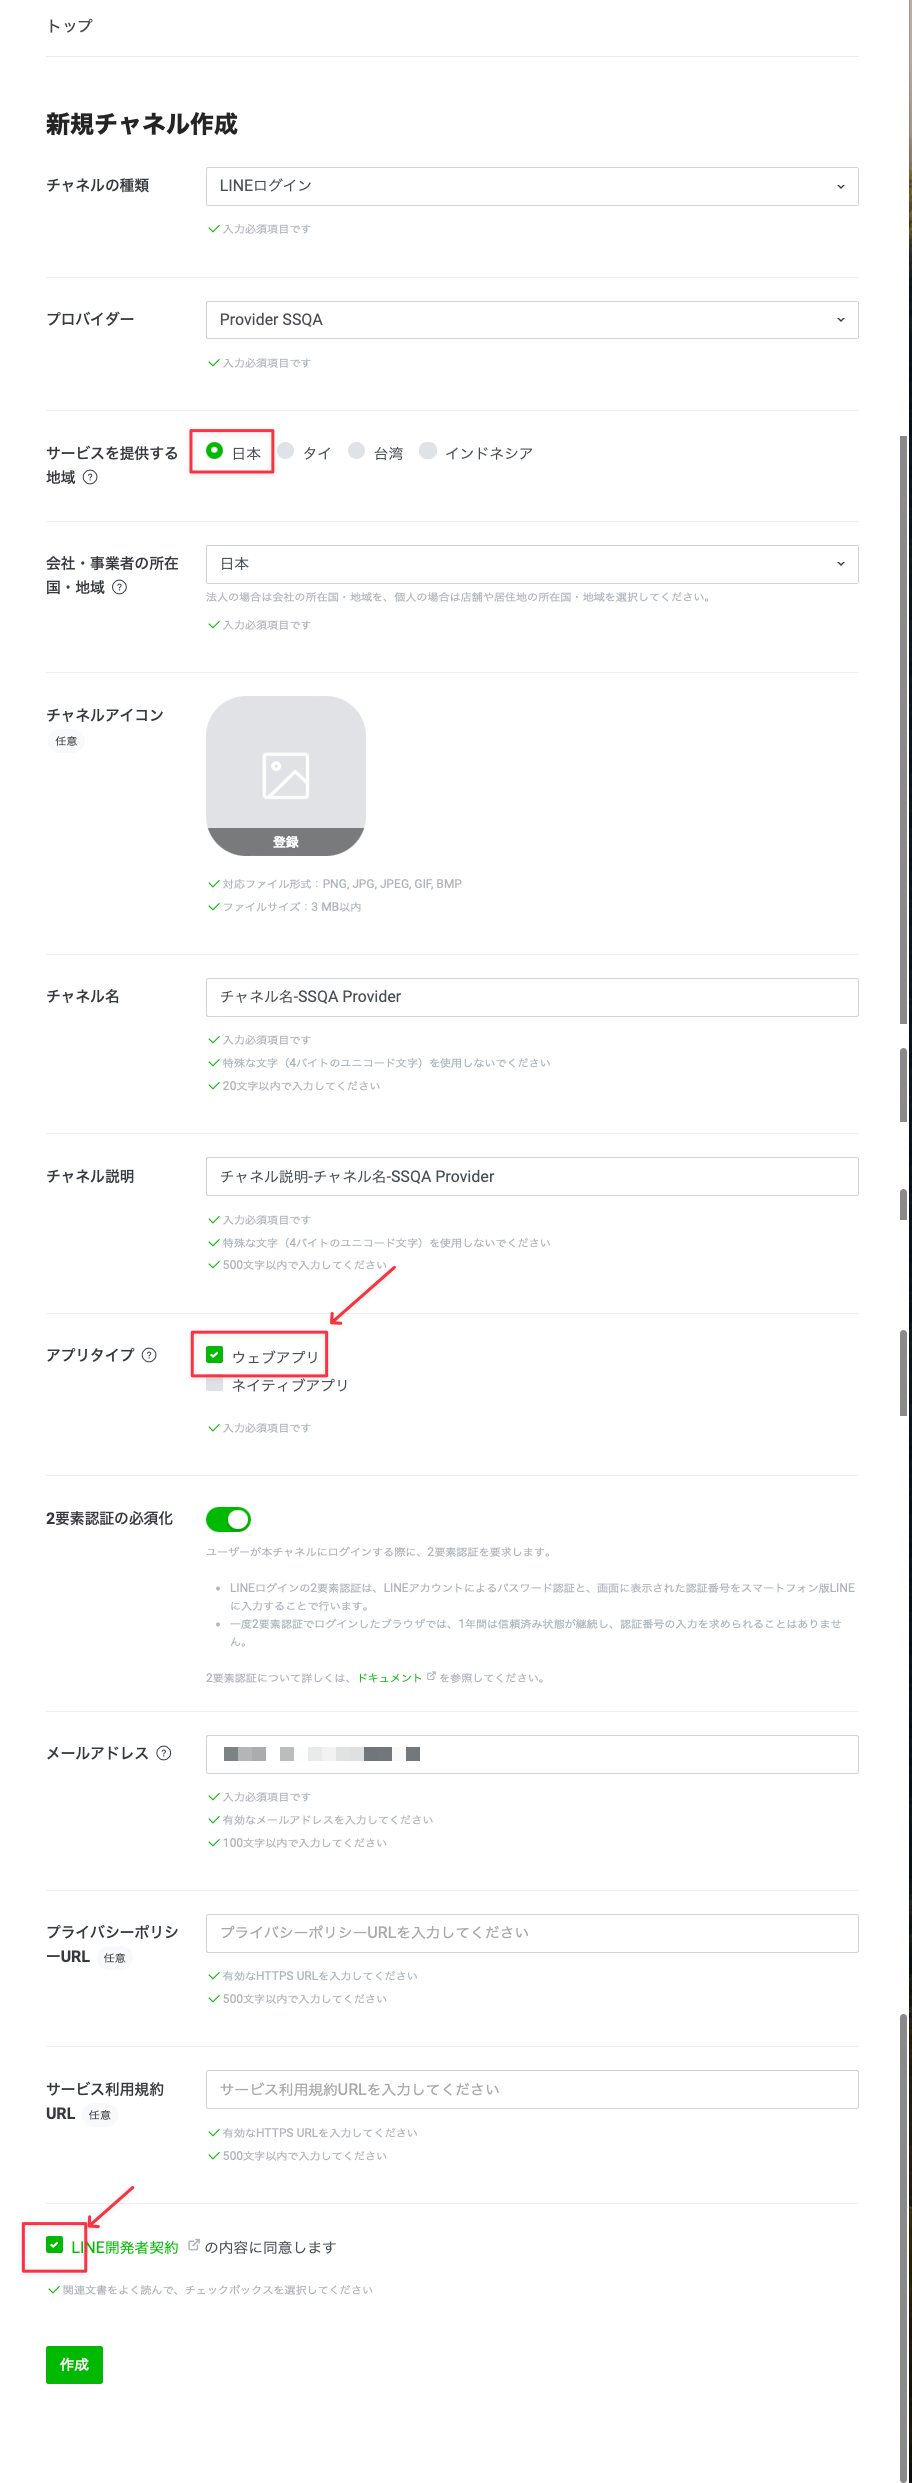 トップ
新規チャネル作成
チャネルの種類
LINEログイン
入力必須項目です
プロバイダー
Provider SSQA
入力必須項目です
サービスを提供する
地域 ?
日本 タイ 台湾 インドネシア
会社・事業者の所在
国・地域 ?
日本
法人の場合は会社の所在国・地域を、個人の場合は店舗や居住地の所在国・地域を選択してください。
入力必須項目です
チャネルアイコン
任意
登録
対応ファイル形式：PNG, JPG, JPEG, GIF, BMP
ファイルサイズ：3 MB以内
チャネル名
チャネル名-SSQA Provider
入力必須項目です
特殊な文字（4バイトのユニコード文字）を使用しないでください
20文字以内で入力してください
チャネル説明
チャネル説明-チャネル名-SSQA Provider
入力必須項目です
特殊な文字（4バイトのユニコード文字）を使用しないでください
500文字以内で入力してください
アプリタイプ ?
ウェブアプリ
ネイティブアプリ
入力必須項目です
2要素認証の必須化
ユーザーが本チャネルにログインする際に、2要素認証を要求します。
• LINEログインの2要素認証は、LINEアカウントによるパスワード認証と、画面に表示された認証番号をスマートフォン版LINE
に入力することで行います。
• 一度2要素認証でログインしたブラウザでは、1年間は信頼済み状態が継続し、認証番号の入力を求められることはありませ
ん。
2要素認証について詳しくは、ドキュメント を参照してください。
メールアドレス ?
入力必須項目です
有効なメールアドレスを入力してください
100文字以内で入力してください
プライバシーポリシ
ーURL 任意
プライバシーポリシーURLを入力してください
有効なHTTPS URLを入力してください
500文字以内で入力してください
サービス利用規約
URL 任意
サービス利用規約URLを入力してください
有効なHTTPS URLを入力してください
500文字以内で入力してください
LINE開発者契約 の内容に同意します
関連文書をよく読んで、チェックボックスを選択してください
作成